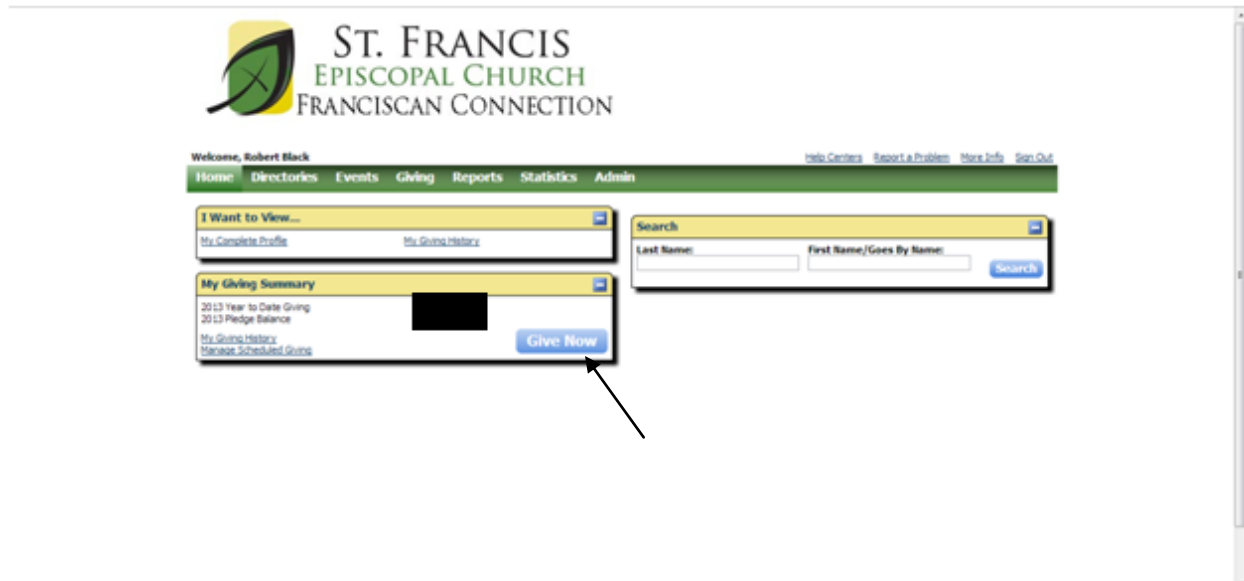 ST. FRANCIS
EPISCOPAL CHURCH
FRANCISCAN CONNECTION
Welcome, Robert Black
Help Centers Report a Problem More Info Sign Out
Home Directories Events Giving Reports Statistics Admin
I Want to View...
My Complete Profile My Giving History
Search
Last Name: First Name/Goes By Name:
Search
My Giving Summary
2013 Year to Date Giving
2013 Pledge Balance
My Giving History
Manage Scheduled Giving
Give Now